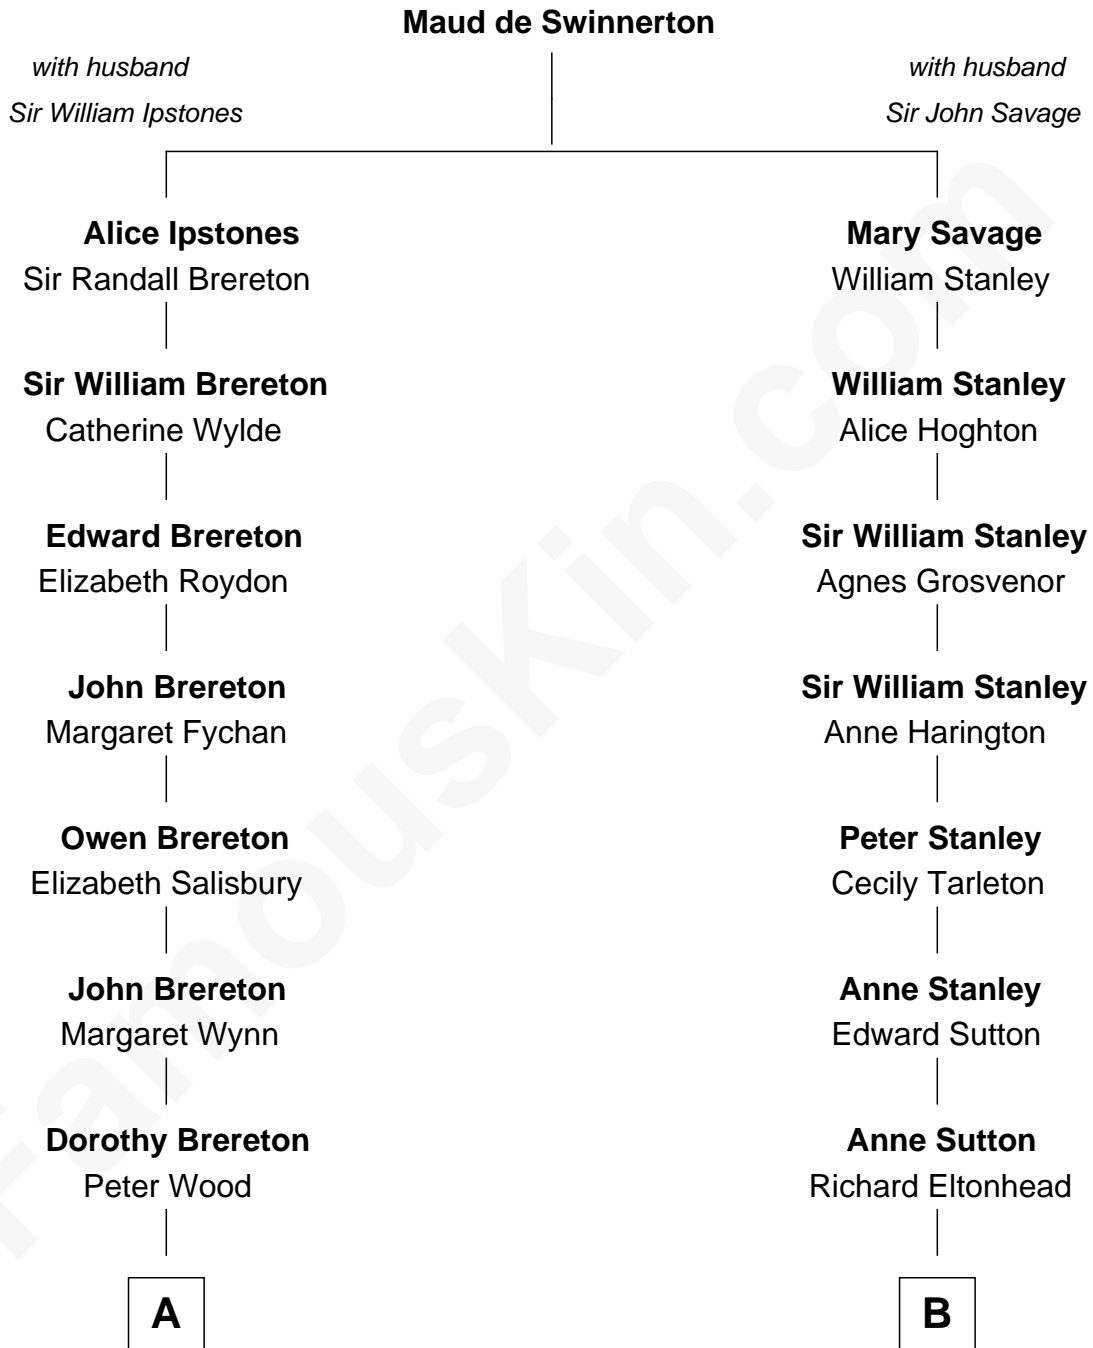 Maud de Swinnerton
with husband
Sir William Ipstones
with husband
Sir John Savage
Alice Ipstones
Sir Randall Brereton
Mary Savage
William Stanley
Sir William Brereton
Catherine Wylde
William Stanley
Alice Hoghton
Edward Brereton
Elizabeth Roydon
Sir William Stanley
Agnes Grosvenor
John Brereton
Margaret Fychan
Sir William Stanley
Anne Harington
Owen Brereton
Elizabeth Salisbury
Peter Stanley
Cecily Tarleton
John Brereton
Margaret Wynn
Anne Stanley
Edward Sutton
Dorothy Brereton
Peter Wood
Anne Sutton
Richard Eltonhead
A
B
FamousKin.com